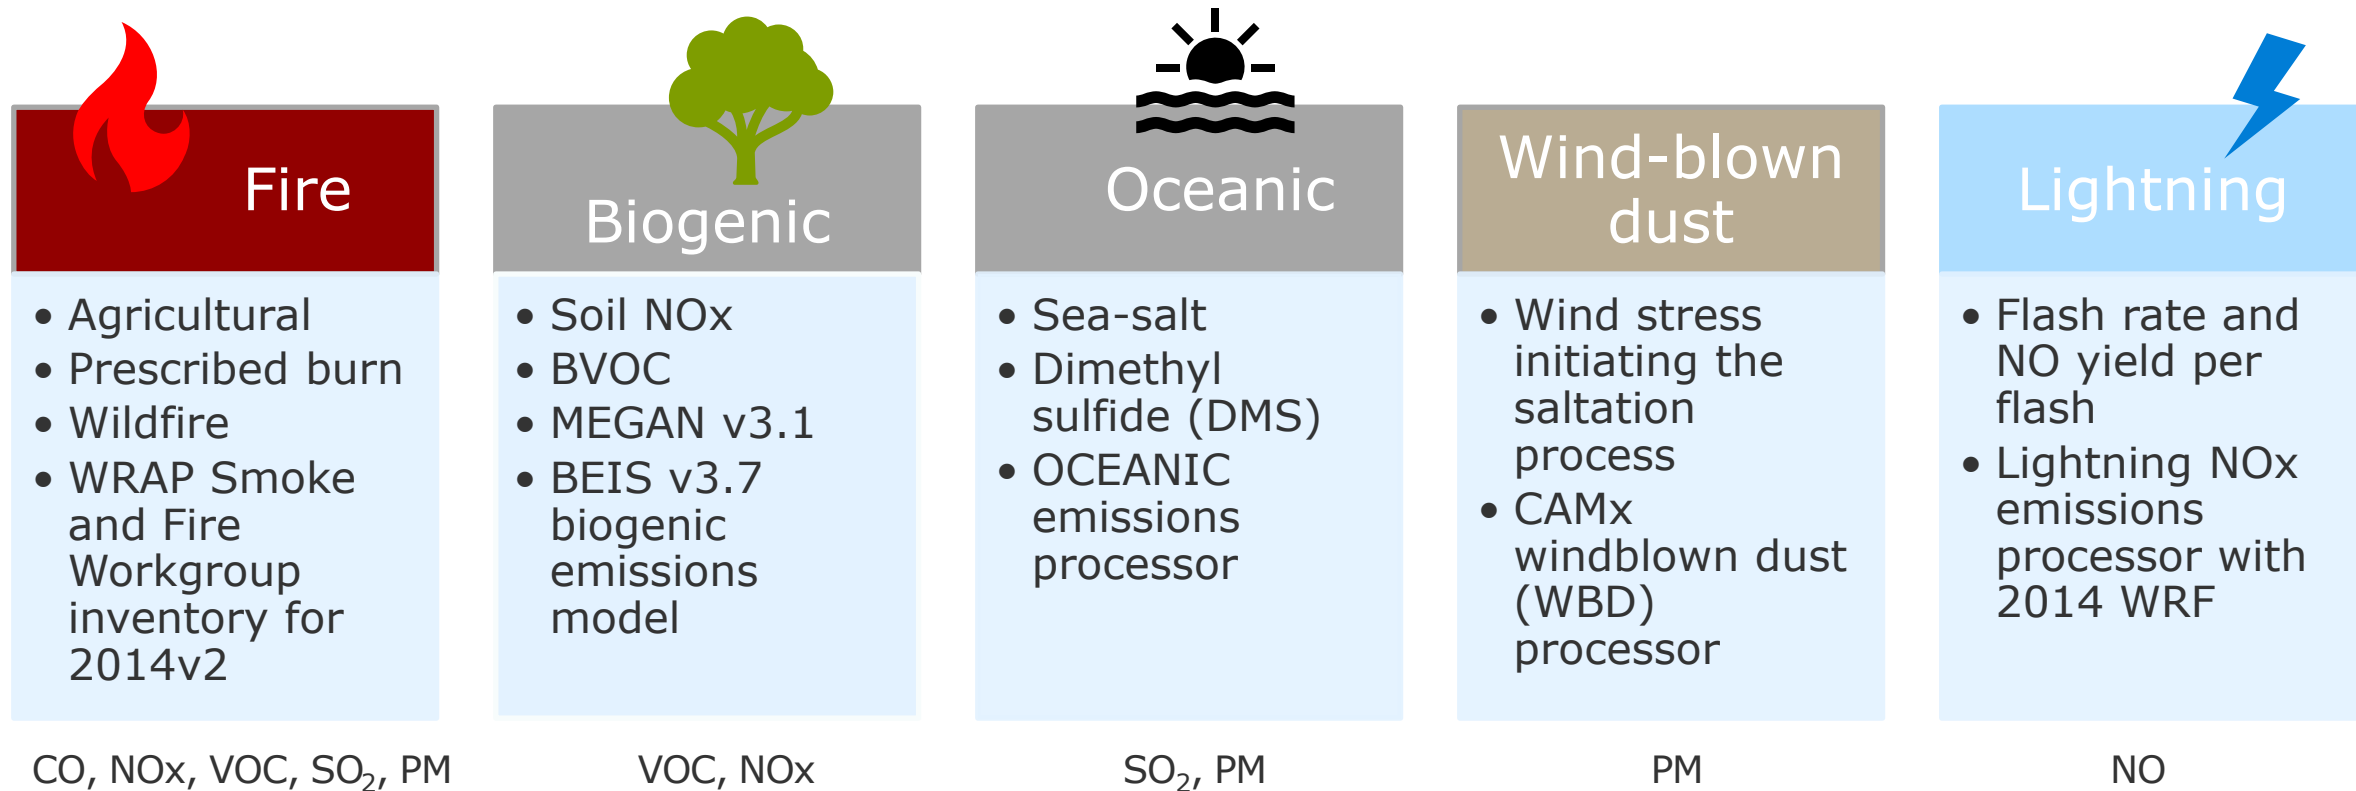 Fire
• Agricultural
• Prescribed burn
• Wildfire
• WRAP Smoke
and Fire
Workgroup
inventory for
2014v2
CO, NOx, VOC, SO₂, PM
Biogenic
• Soil NOx
• BVOC
• MEGAN v3.1
• BEIS v3.7
biogenic
emissions
model
VOC, NOx
Oceanic
• Sea-salt
• Dimethyl
sulfide (DMS)
• OCEANIC
emissions
processor
SO₂, PM
Wind-blown
dust
• Wind stress
initiating the
saltation
process
• CAMx
windblown dust
(WBD)
processor
PM
Lightning
• Flash rate and
NO yield per
flash
• Lightning NOx
emissions
processor with
2014 WRF
NO